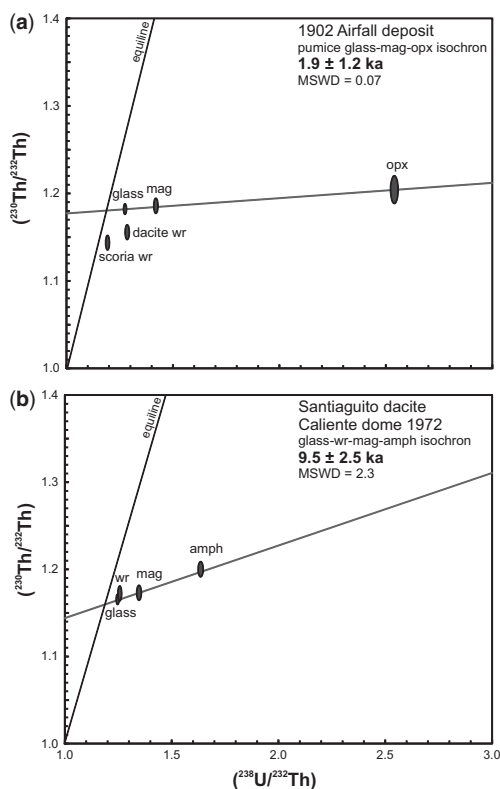 (a)
1.4
1.3
1.2
1.1
1.0
(²³⁰Th/²³²Th)
equiline
1902 Airfall deposit
pumice glass-mag-opx isochron
1.9 ± 1.2 ka
MSWD = 0.07
opx
glass
mag
dacite wr
scoria wr
(b)
1.4
1.3
1.2
1.1
1.0
(²³⁰Th/²³²Th)
equiline
Santiaguito dacite
Caliente dome 1972
glass-wr-mag-amph isochron
9.5 ± 2.5 ka
MSWD = 2.3
amph
wr
mag
glass
1.0
1.5
2.0
2.5
3.0
(²³⁸U/²³²Th)